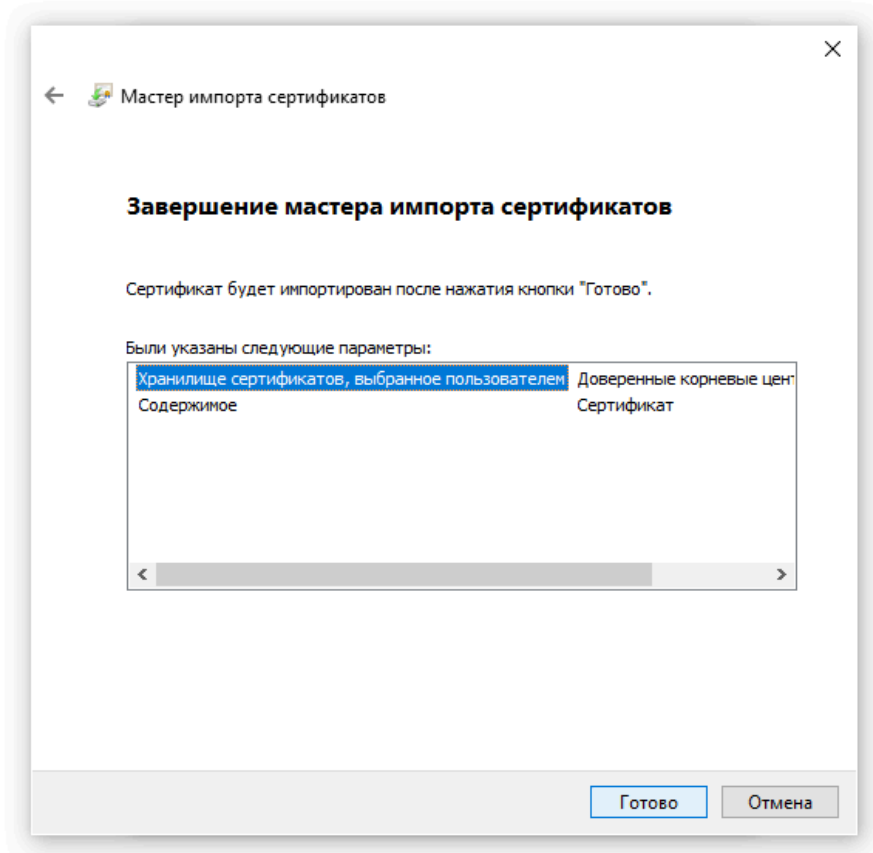 Мастер импорта сертификатов
Завершение мастера импорта сертификатов
Сертификат будет импортирован после нажатия кнопки "Готово".
Были указаны следующие параметры:
Хранилище сертификатов, выбранное пользователем Доверенные корневые цент
Содержимое Сертификат
Готово Отмена